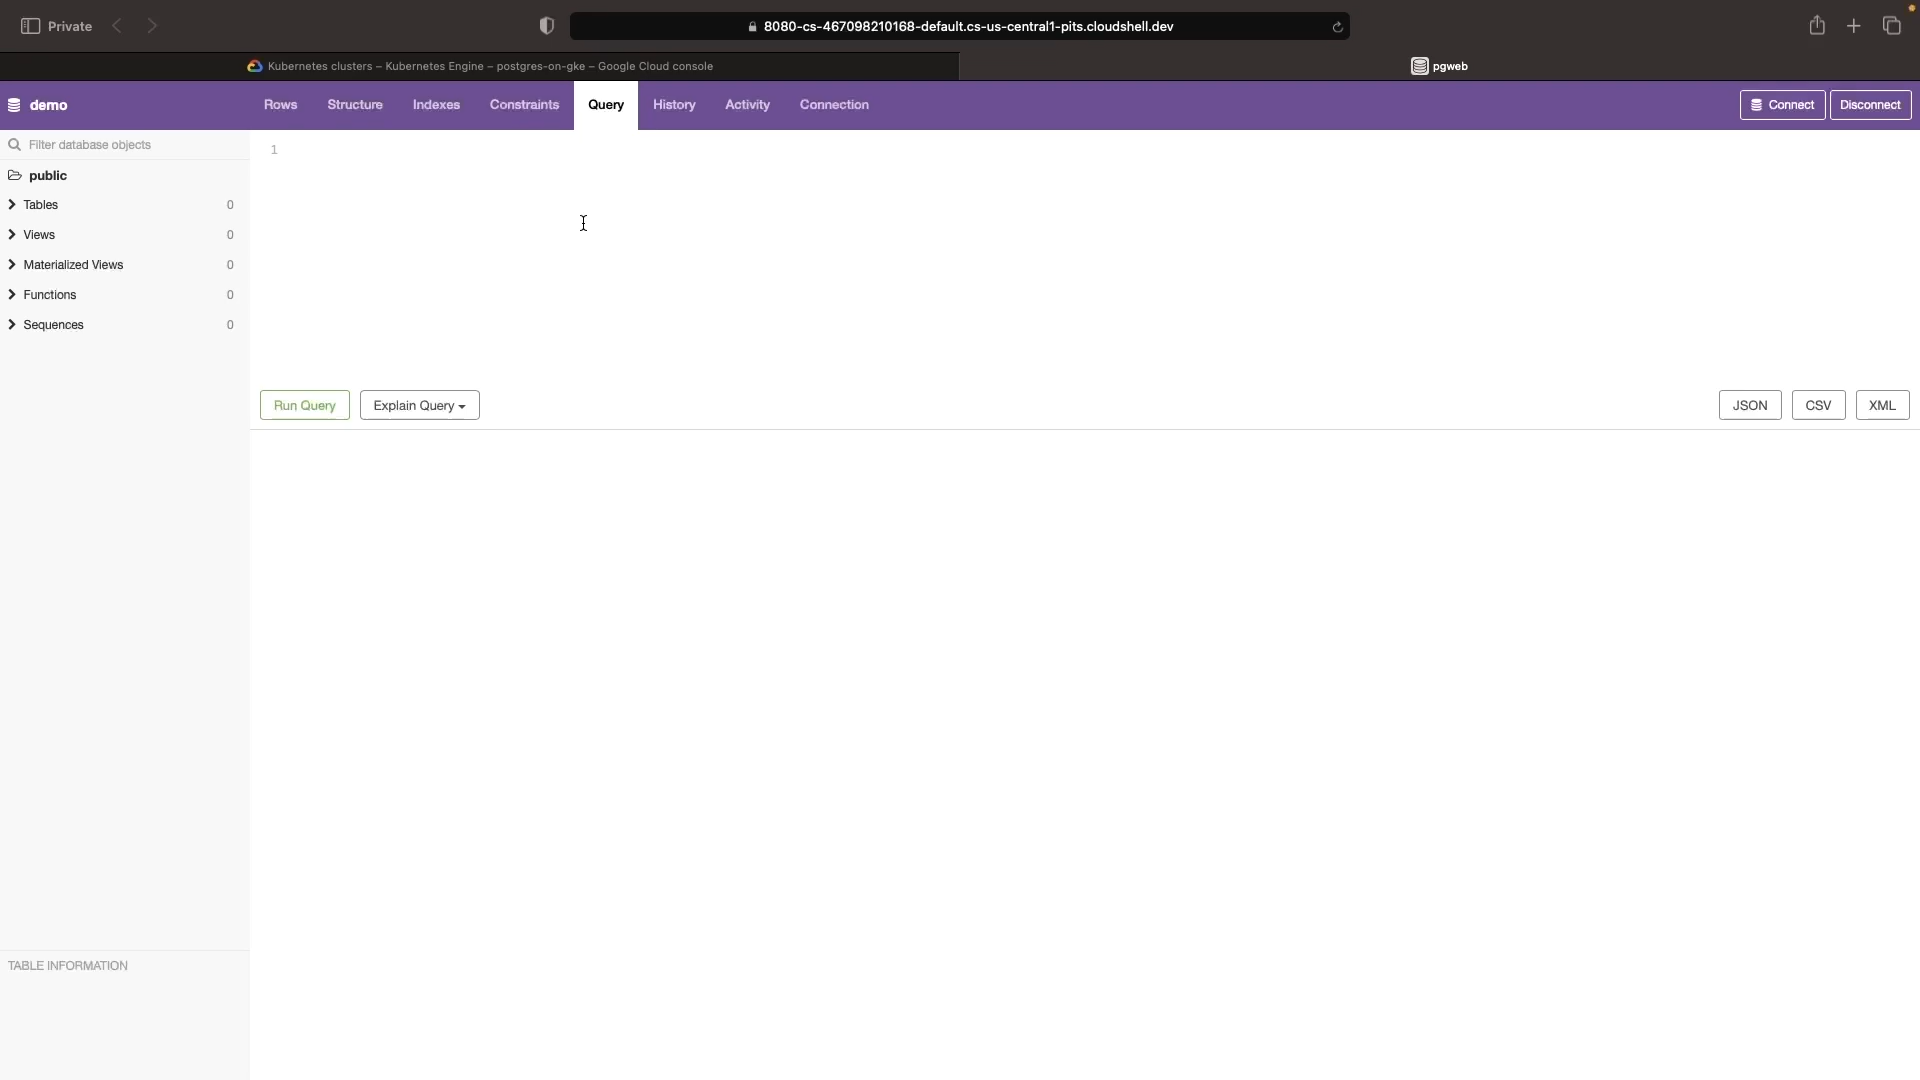 Private
8080-cs-467098210168-default.cs-us-central1-pits.cloudshell.dev
Kubernetes clusters – Kubernetes Engine – postgres-on-gke – Google Cloud console
pgweb
demo
Rows Structure Indexes Constraints Query History Activity Connection
Connect Disconnect
Filter database objects
1
public
Tables 0
Views 0
Materialized Views 0
Functions 0
Sequences 0
Run Query Explain Query
JSON CSV XML
TABLE INFORMATION